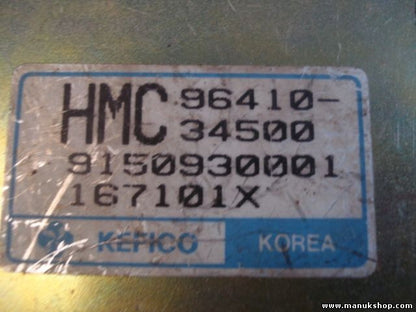 HMC 96410-
34500
9150930001
167101X
KEFICO KOREA
www.manukshop.com